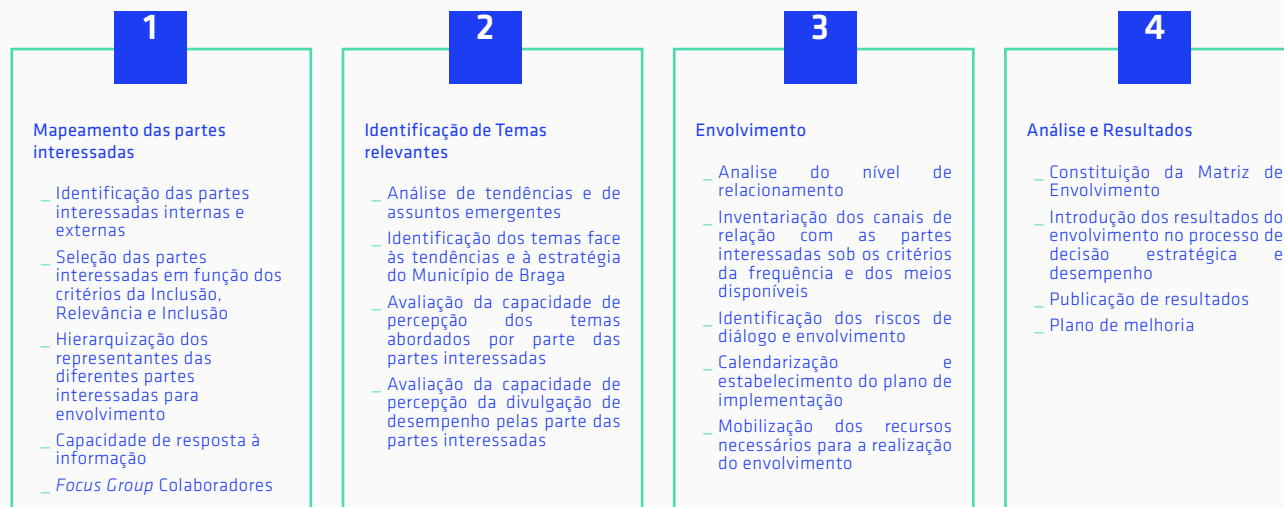 1
Mapeamento das partes
interessadas
_ Identificação das partes
interessadas internas e
externas
_ Seleção das partes
interessadas em função dos
critérios da Inclusão,
Relevância e Inclusão
_ Hierarquização dos
representantes das
diferentes partes
interessadas para
envolvimento
_ Capacidade de resposta à
informação
_ Focus Group Colaboradores
2
Identificação de Temas
relevantes
_ Análise de tendências e de
assuntos emergentes
_ Identificação dos temas face
às tendências e à estratégia
do Município de Braga
_ Avaliação da capacidade de
percepção dos temas
abordados por parte das
partes interessadas
_ Avaliação da capacidade de
percepção da divulgação de
desempenho pelas parte das
partes interessadas
3
Envolvimento
_ Analise do nível de
relacionamento
_ Inventariação dos canais de
relação com as partes
interessadas sob os critérios
da frequência e dos meios
disponíveis
_ Identificação dos riscos de
diálogo e envolvimento
_ Calendarização e
estabelecimento do plano de
implementação
_ Mobilização dos recursos
necessários para a realização
do envolvimento
4
Análise e Resultados
_ Constituição da Matriz de
Envolvimento
_ Introdução dos resultados do
envolvimento no processo de
decisão estratégica e
desempenho
_ Publicação de resultados
_ Plano de melhoria